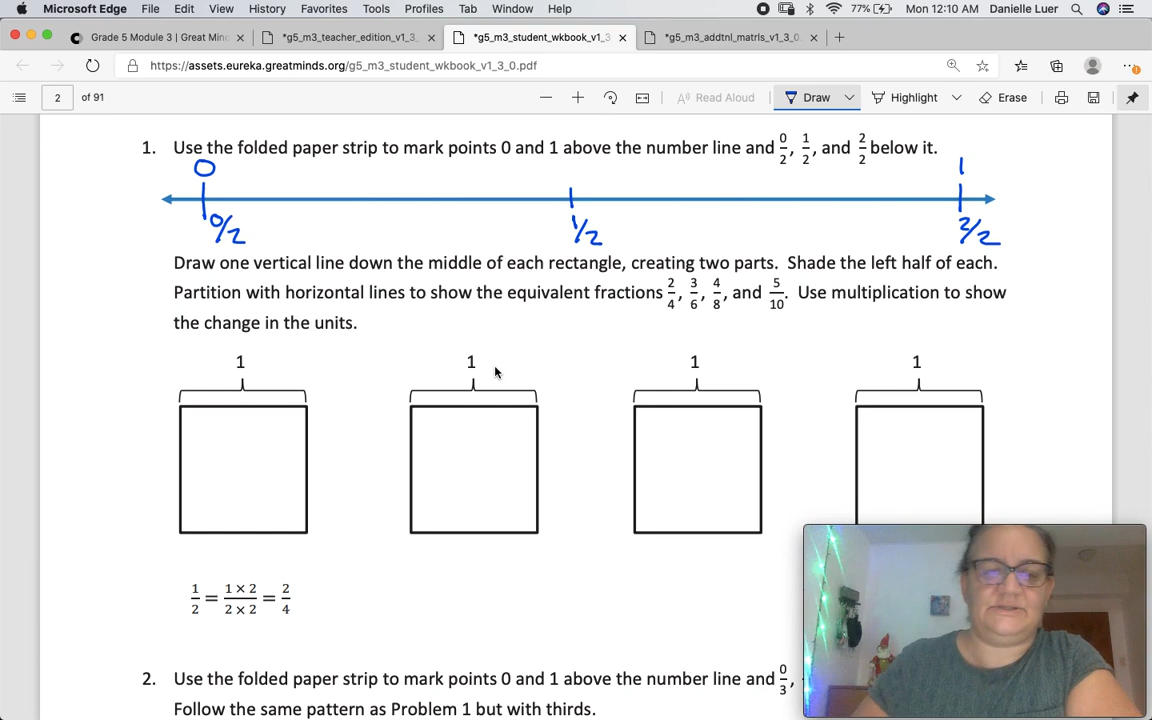 Microsoft Edge File Edit View History Favorites Tools Profiles Tab Window Help 77% Mon 12:10 AM Danielle Luer
Grade 5 Module 3 | Great Min *g5_m3_teacher_edition_v1_3_ *g5_m3_student_wkbook_v1_3 *g5_m3_addtnl_matrls_v1_3_0.
https://assets.eureka.greatminds.org/g5_m3_student_wkbook_v1_3_0.pdf
2 of 91 Read Aloud Draw Highlight Erase
1. Use the folded paper strip to mark points 0 and 1 above the number line and 0/2, 1/2, and 2/2 below it.
0 1
0/2 1/2 2/2
Draw one vertical line down the middle of each rectangle, creating two parts. Shade the left half of each.
Partition with horizontal lines to show the equivalent fractions 2/4, 3/6, 4/8, and 5/10. Use multiplication to show
the change in the units.
1 1 1 1
1/2 = 1 × 2/2 × 2 = 2/4
2. Use the folded paper strip to mark points 0 and 1 above the number line and 0/3,
Follow the same pattern as Problem 1 but with thirds.